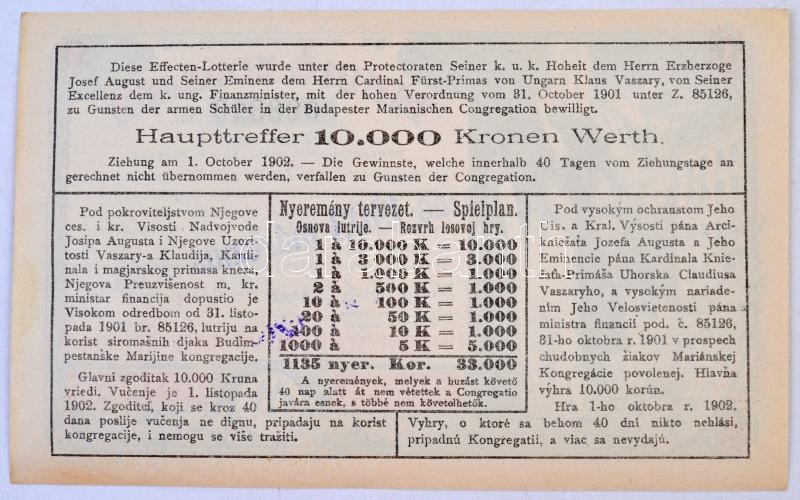 Diese Effecten-Lotterie wurde unter den Protectoraten Seiner k. u. k. Hoheit dem Herrn Erzherzoge
Josef August und Seiner Eminenz dem Herrn Cardinal Fürst-Primas von Ungarn Klaus Vaszary, von Seiner
Excellenz dem k. ung. Finanzminister, mit der hohen Verordnung vom 31. October 1901 unter Z. 85126,
zu Gunsten der armen Schüler in der Budapester Marianischen Congregation bewilligt.
Haupttreffer 10.000 Kronen Werth.
Ziehung am 1. October 1902. — Die Gewinnste, welche innerhalb 40 Tagen vom Ziehungstage an
gerechnet nicht übernommen werden, verfallen zu Gunsten der Congregation.
Pod pokroviteljstvom Njegove
ces. i kr. Visosti Nadvojvode
Josipa Augusta i Njegove Uzori-
tosti Vaszary-a Klaudija, Kardi-
nala i magjarskog primasa kneza,
Njegova Preuzvišenost m. kr.
ministar financija dopustio je
Visokom odredbom od 31. listo-
pada 1901 br. 85126, lutriju na
korist siromašnih djaka Budim-
pestanške Marijine kongregacije.
Glavni zgoditak 10.000 Kruna
vriedi. Vučenje je 1. listopada
1902. Zgoditci, koji se kroz 40
dana poslije vučenja ne dignu, pripadaju na korist
kongregacije, i nemogu se više tražiti.
Nyeremény tervezet. — Spielplan.
Osnova lutrije. — Rozvrh losovoj hry.
1 à 10.000 K = 10.000
1 à 3.000 K = 3.000
1 à 1.000 K = 1.000
2 à 500 K = 1.000
10 à 100 K = 1.000
20 à 50 K = 1.000
100 à 10 K = 1.000
1000 à 5 K = 5.000
1135 nyer. Kor. 33.000
A nyeremények, melyek a huzást követő
40 nap alatt át nem vétettek a Congregatio
javára esnek, s többé nem követelhetők.
Pod vysokým ochranstom Jeho
Cis. a Kral. Výsosti pána Arci-
kniežaťa Jozefa Augusta a Jeho
Eminencie pána Kardinala Knie-
žaťa-Primáša Uhorska Claudiusa
Vaszaryho, a vysokým nariade-
ním Jeho Velosvietenosti pána
ministra financií pod. č. 85126,
31-ho oktobra r. 1901 v prospech
chudobných žiakov Mariánskej
Kongregácie povolenej. Hlavňa
výhra 10.000 korún.
Hra 1-ho oktobra r. 1902.
Vyhry, o ktoré sa behom 40 dní nikto nehlási,
pripadnú Kongregatii, a viac sa nevydajú.
darabanth